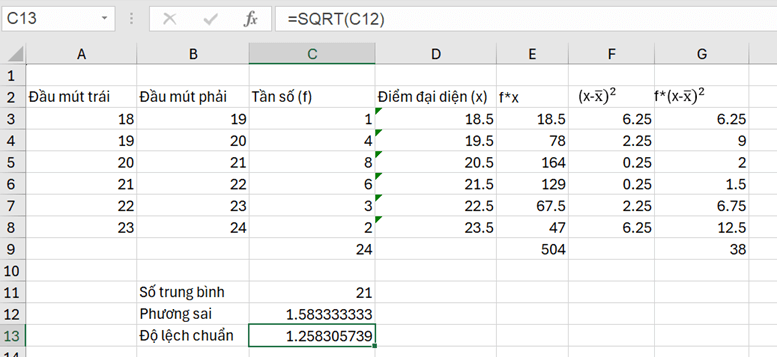 C13 =SQRT(C12)
A B C D E F G
1
2 Đầu mút trái Đầu mút phải Tần số (f) Điểm đại diện (x) f*x (x-x̅)² f*(x-x̅)²
3 18 19 1 18.5 18.5 6.25 6.25
4 19 20 4 19.5 78 2.25 9
5 20 21 8 20.5 164 0.25 2
6 21 22 6 21.5 129 0.25 1.5
7 22 23 3 22.5 67.5 2.25 6.75
8 23 24 2 23.5 47 6.25 12.5
9 24 504 38
10
11 Số trung bình 21
12 Phương sai 1.583333333
13 Độ lệch chuẩn 1.258305739